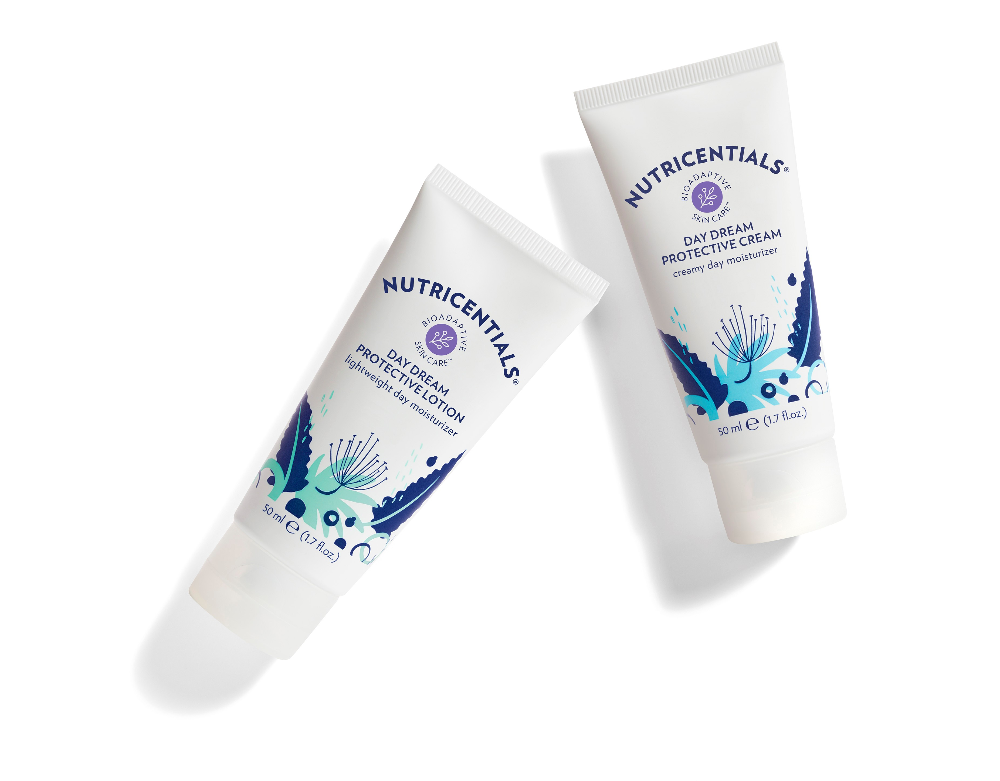 NUTRICENTIALS®
BIOADAPTIVE
SKIN CARE™
DAY DREAM
PROTECTIVE LOTION
lightweight day moisturizer
50 ml ℮ (1.7 fl.oz.)
NUTRICENTIALS®
BIOADAPTIVE
SKIN CARE™
DAY DREAM
PROTECTIVE CREAM
creamy day moisturizer
50 ml ℮ (1.7 fl.oz.)